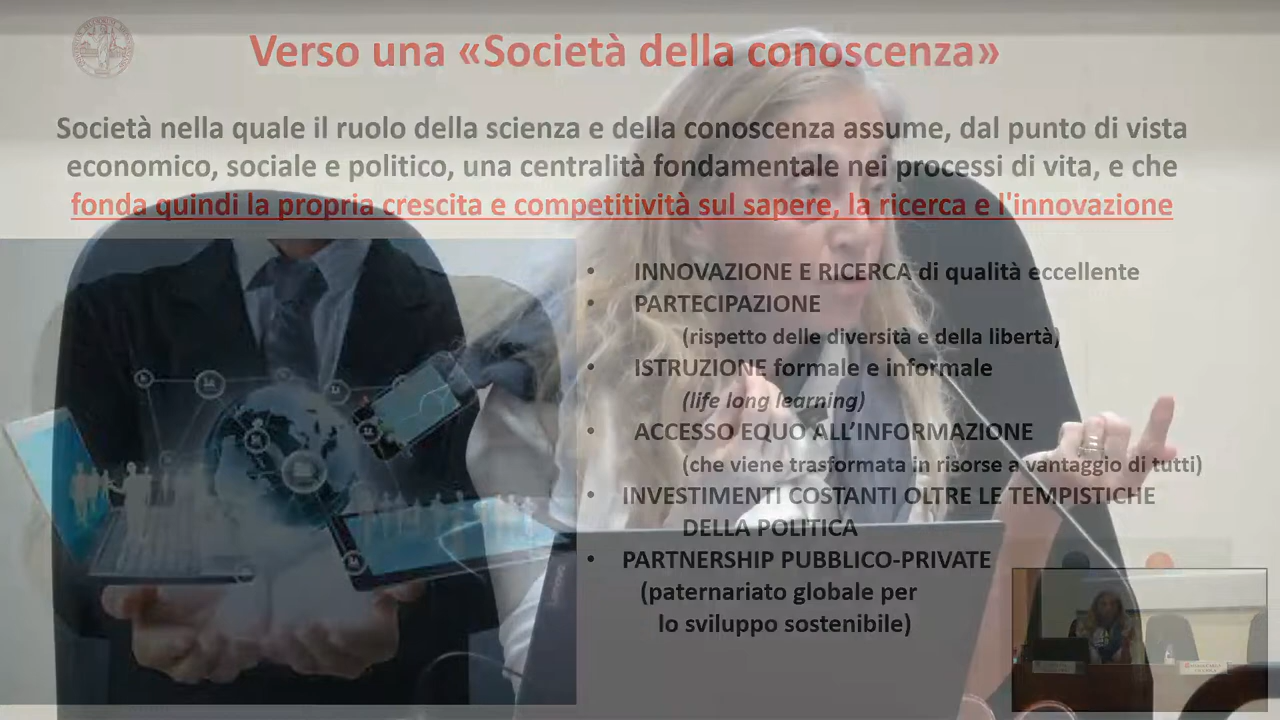 Verso una «Società della conoscenza»
Società nella quale il ruolo della scienza e della conoscenza assume, dal punto di vista
economico, sociale e politico, una centralità fondamentale nei processi di vita, e che
fonda quindi la propria crescita e competitività sul sapere, la ricerca e l'innovazione
• INNOVAZIONE E RICERCA di qualità eccellente
• PARTECIPAZIONE
(rispetto delle diversità e della libertà)
• ISTRUZIONE formale e informale
(life long learning)
• ACCESSO EQUO ALL’INFORMAZIONE
(che viene trasformata in risorse a vantaggio di tutti)
• INVESTIMENTI COSTANTI OLTRE LE TEMPISTICHE
DELLA POLITICA
• PARTNERSHIP PUBBLICO-PRIVATE
(paternariato globale per
lo sviluppo sostenibile)